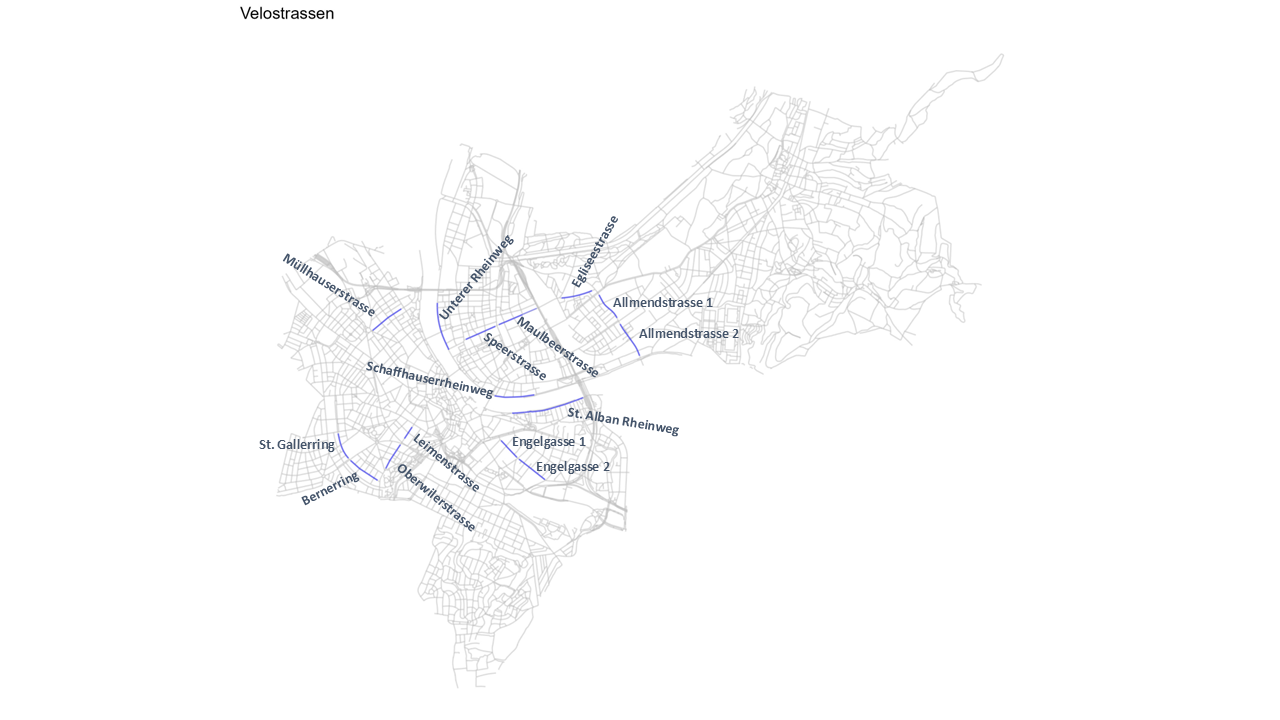 Velostrassen
Müllhauserstrasse
Unterer Rheinweg
Egliseestrasse
Allmendstrasse 1
Allmendstrasse 2
Maulbeerstrasse
Speerstrasse
Schaffhauserrheinweg
St. Alban Rheinweg
St. Gallerring
Engelgasse 1
Engelgasse 2
Leimenstrasse
Oberwilerstrasse
Bernerring